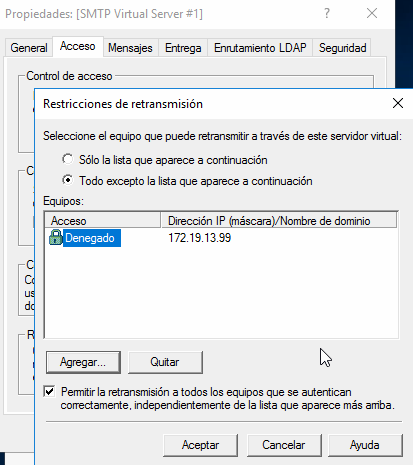 Propiedades: [SMTP Virtual Server #1]
General Acceso Mensajes Entrega Enrutamiento LDAP Seguridad
Control de acceso
Restricciones de retransmisión
Seleccione el equipo que puede retransmitir a través de este servidor virtual:
Sólo la lista que aparece a continuación
Todo excepto la lista que aparece a continuación
Equipos:
Acceso Dirección IP (máscara)/Nombre de dominio
Denegado 172.19.13.99
Agregar... Quitar
Permitir la retransmisión a todos los equipos que se autentican
correctamente, independientemente de la lista que aparece más arriba.
Aceptar Cancelar Ayuda